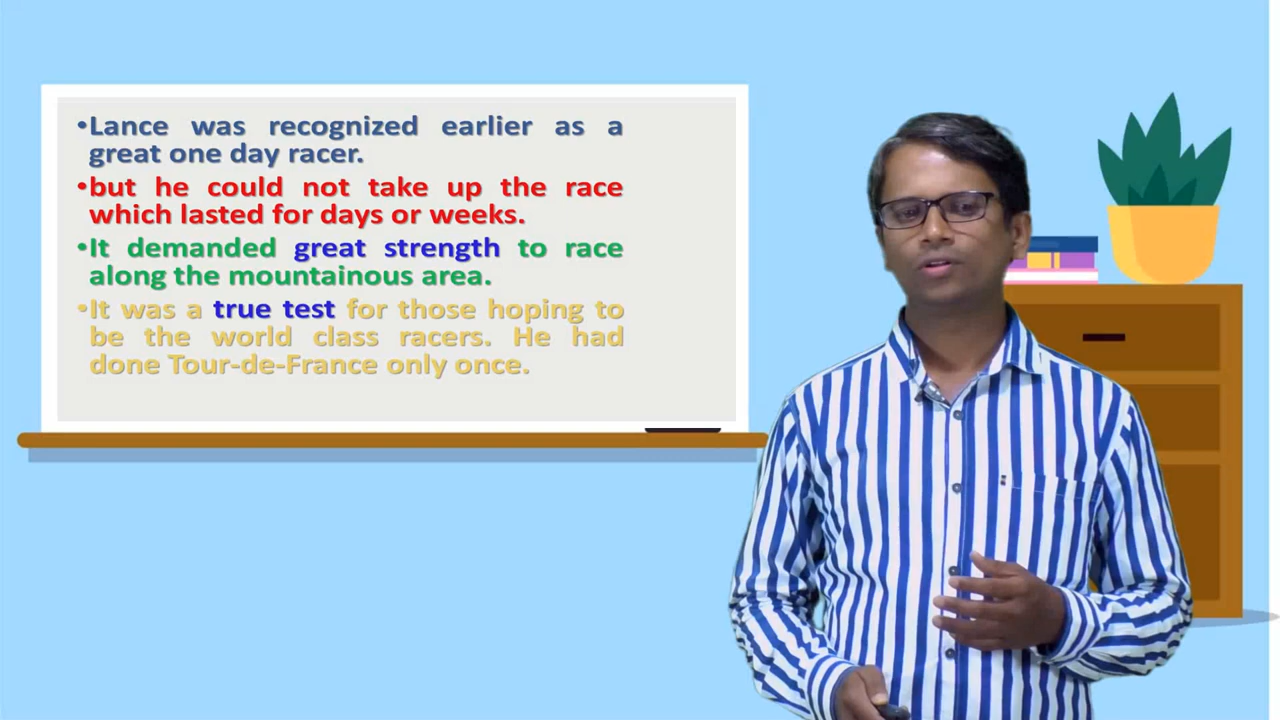 •Lance was recognized earlier as a
great one day racer.
•but he could not take up the race
which lasted for days or weeks.
•It demanded great strength to race
along the mountainous area.
•It was a true test for those hoping to
be the world class racers. He had
done Tour-de-France only once.